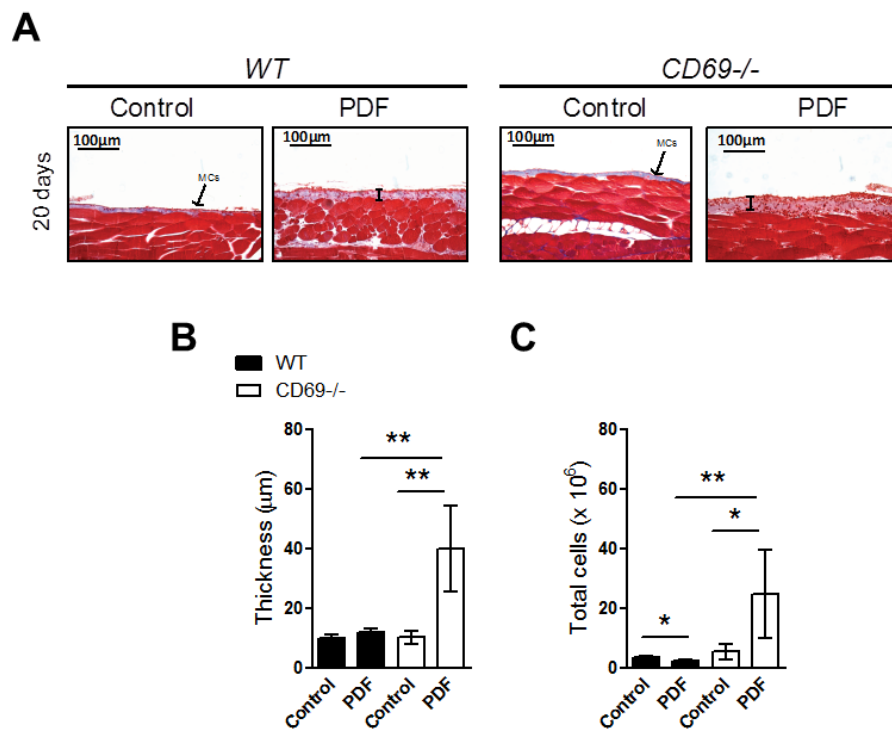 A
WT
CD69-/-
Control
PDF
Control
PDF
20 days
100µm
MCs
100µm
100µm
MCs
100µm
B
WT
CD69-/-
Thickness (µm)
80
60
40
20
0
**
**
Control
PDF
Control
PDF
C
Total cells (x 10⁶)
80
60
40
20
0
**
*
*
Control
PDF
Control
PDF